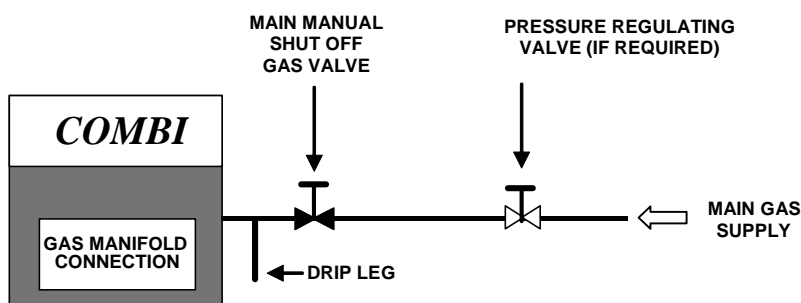 MAIN MANUAL
SHUT OFF
GAS VALVE
PRESSURE REGULATING
VALVE (IF REQUIRED)
COMBI
GAS MANIFOLD
CONNECTION
DRIP LEG
MAIN GAS
SUPPLY